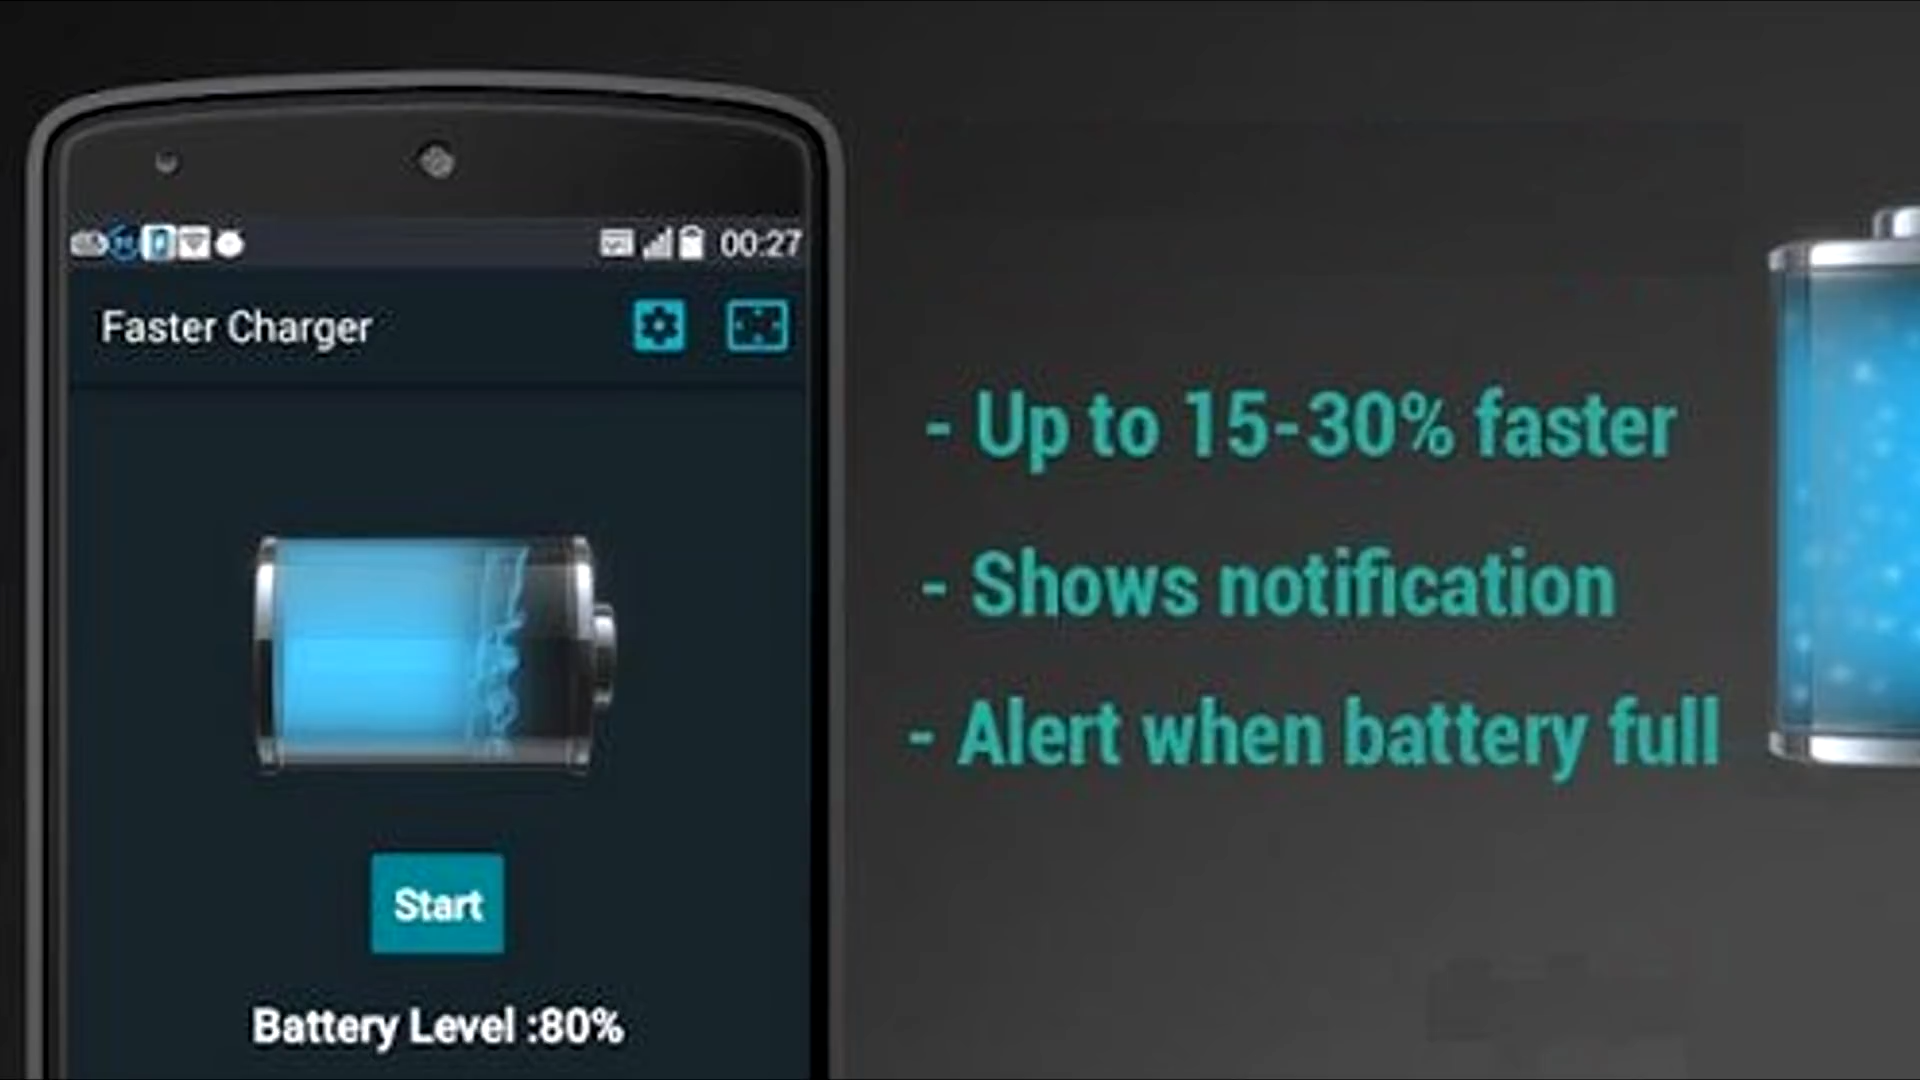 00:27
Faster Charger
- Up to 15-30% faster
- Shows notification
- Alert when battery full
Start
Battery Level :80%